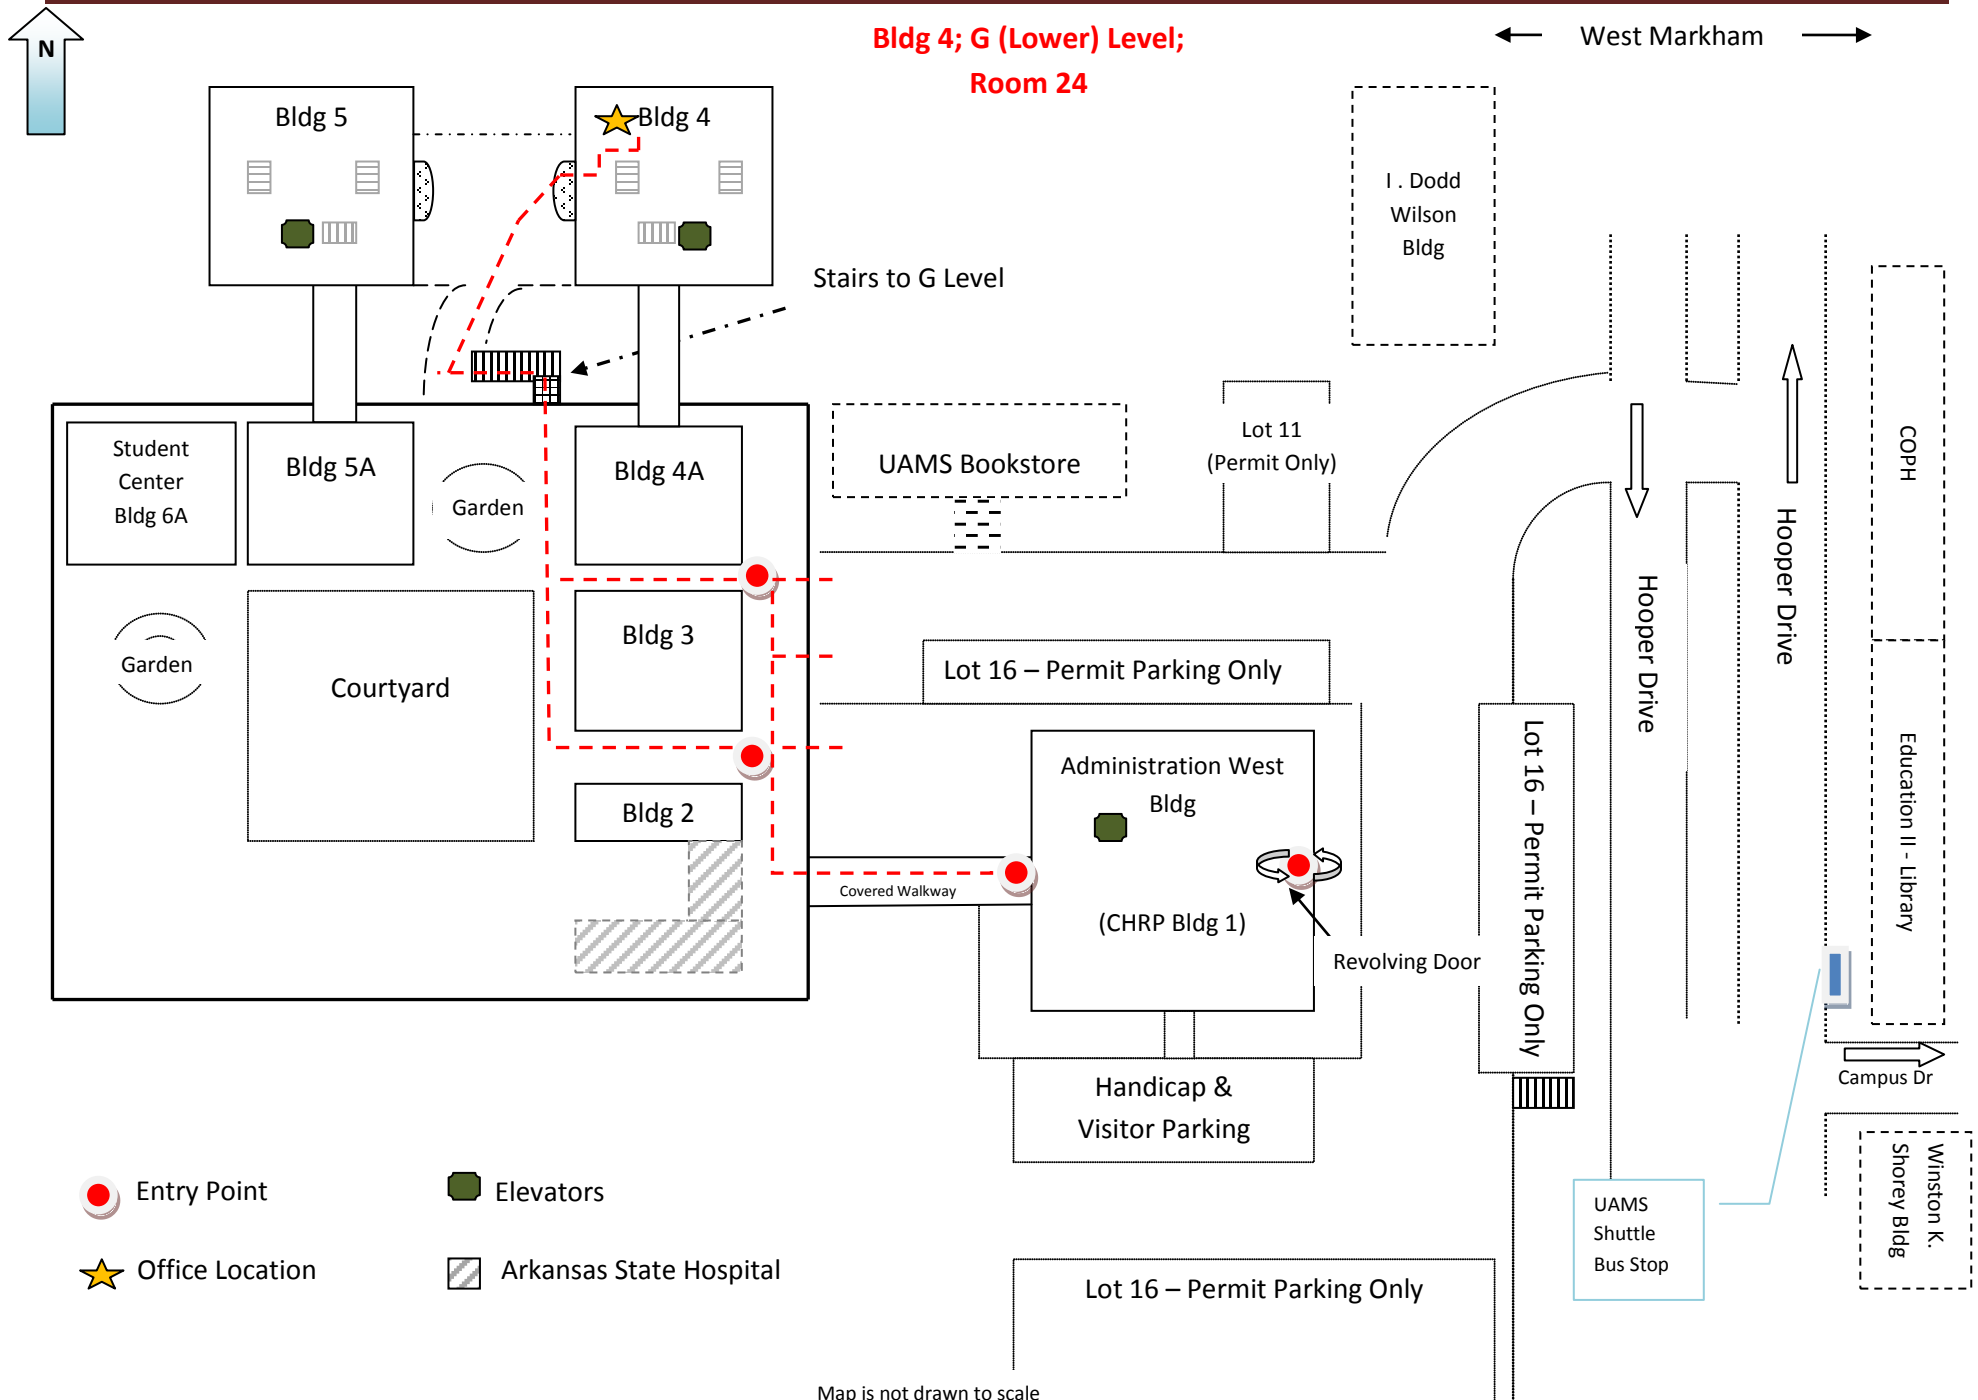 N
Bldg 4; G (Lower) Level;
Room 24
West Markham
Bldg 5
Bldg 4
I . Dodd
Wilson
Bldg
Stairs to G Level
Student
Center
Bldg 6A
Bldg 5A
Garden
Bldg 4A
UAMS Bookstore
Lot 11
(Permit Only)
COPH
Hooper Drive
Hooper Drive
Garden
Courtyard
Bldg 3
Lot 16 – Permit Parking Only
Bldg 2
Administration West
Bldg
Covered Walkway
(CHRP Bldg 1)
Revolving Door
Lot 16 – Permit Parking Only
Education II - Library
Campus Dr
Handicap &
Visitor Parking
Winston K.
Shorey Bldg
UAMS
Shuttle
Bus Stop
Entry Point
Elevators
Office Location
Arkansas State Hospital
Lot 16 – Permit Parking Only
Map is not drawn to scale